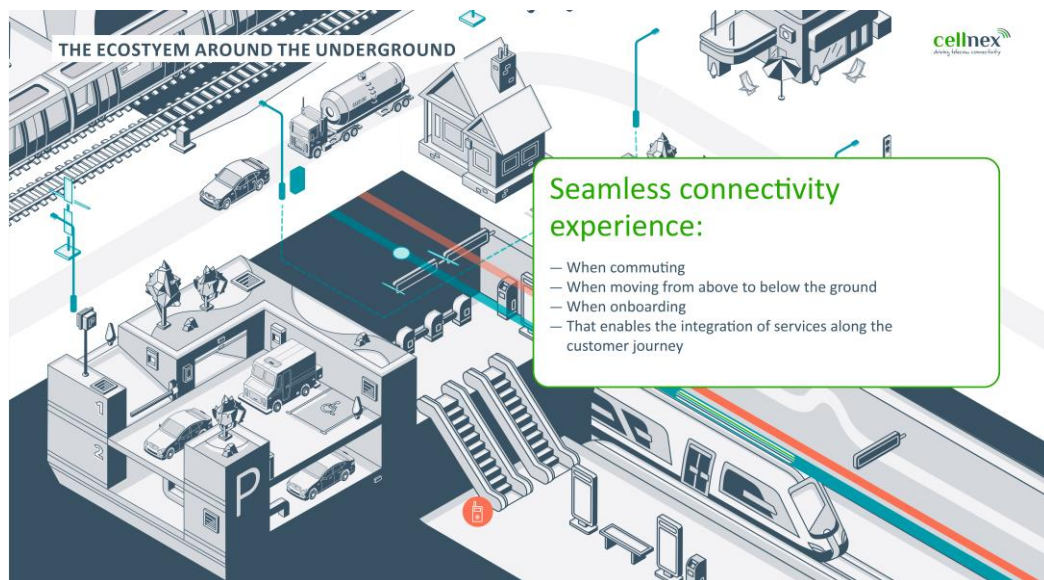 THE ECOSTYEM AROUND THE UNDERGROUND
cellnex
driving telecom connectivity
Seamless connectivity
experience:
— When commuting
— When moving from above to below the ground
— When onboarding
— That enables the integration of services along the
customer journey
1
2
P